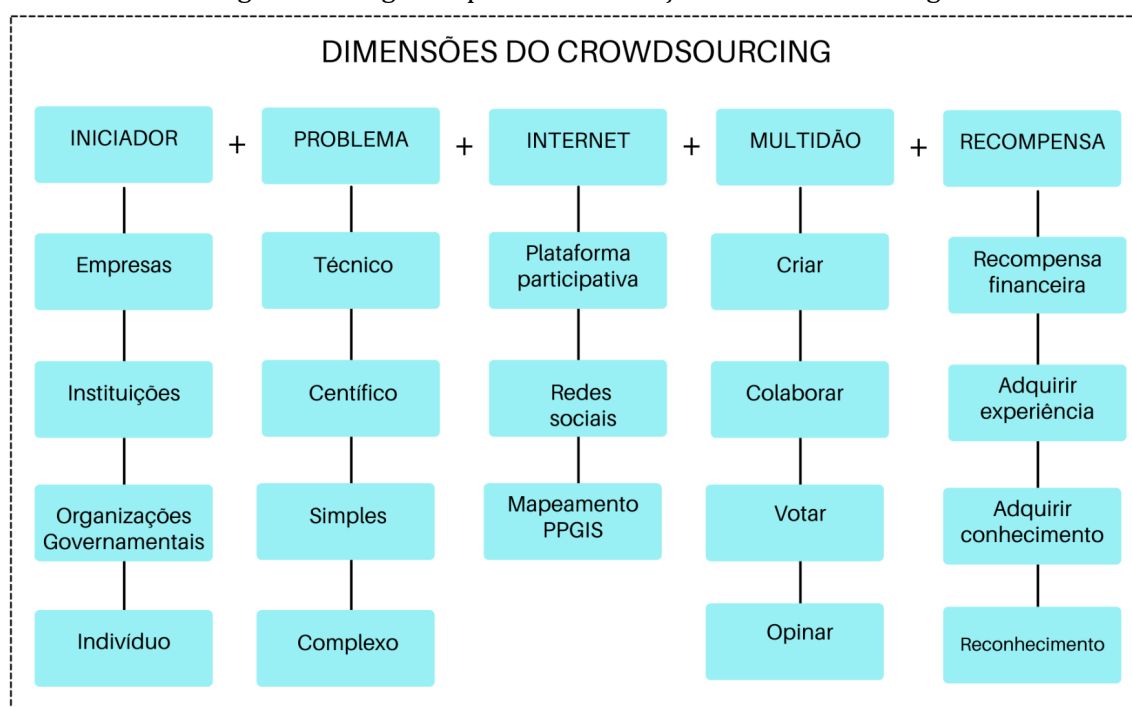 DIMENSÕES DO CROWDSOURCING
INICIADOR + PROBLEMA + INTERNET + MULTIDÃO + RECOMPENSA
Empresas
Técnico
Plataforma
participativa
Criar
Recompensa
financeira
Instituições
Científico
Redes
sociais
Colaborar
Adquirir
experiência
Organizações
Governamentais
Simples
Mapeamento
PPGIS
Votar
Adquirir
conhecimento
Indivíduo
Complexo
Opinar
Reconhecimento